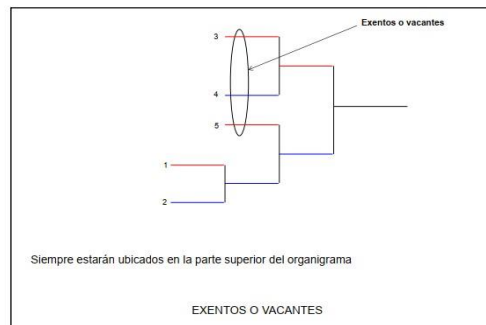 Exentos o vacantes
3
4
5
1
2
Siempre estarán ubicados en la parte superior del organigrama
EXENTOS O VACANTES